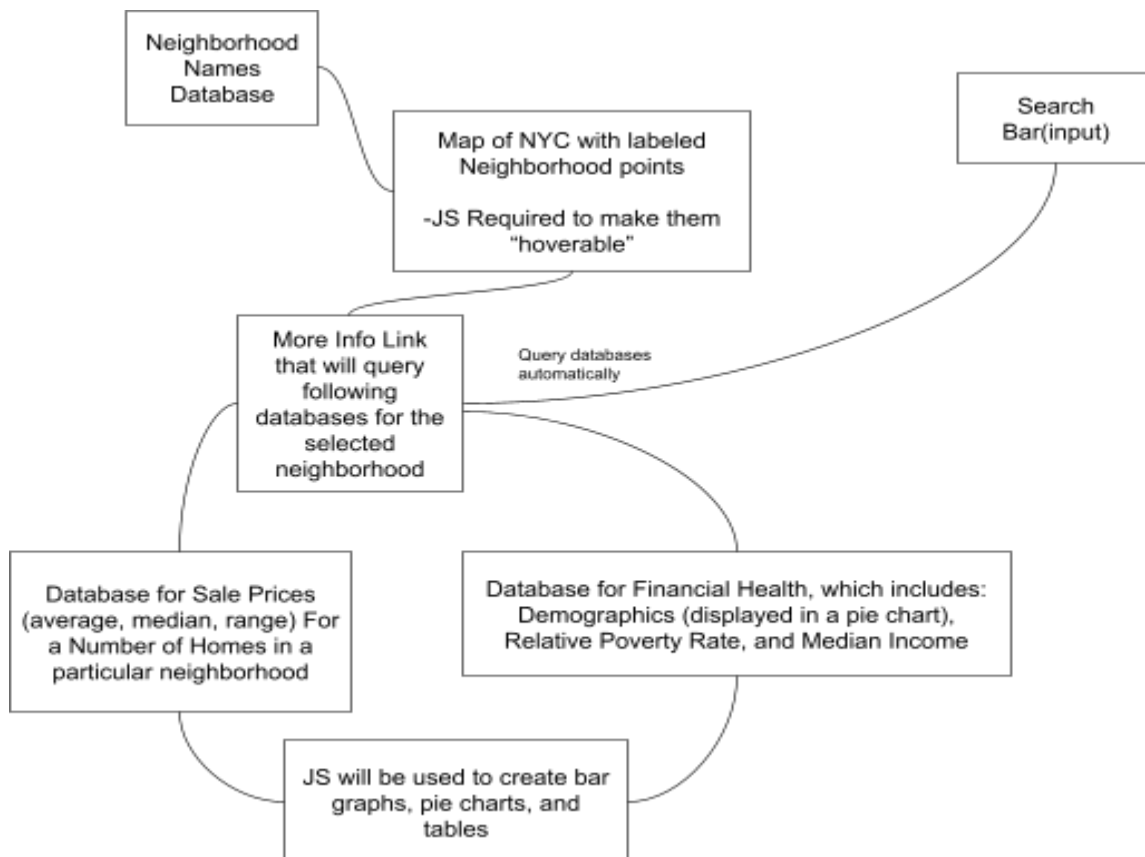 Neighborhood
Names
Database
Search
Bar(input)
Map of NYC with labeled
Neighborhood points
-JS Required to make them
“hoverable”
More Info Link
that will query
following
databases for the
selected
neighborhood
Query databases
automatically
Database for Sale Prices
(average, median, range) For
a Number of Homes in a
particular neighborhood
Database for Financial Health, which includes:
Demographics (displayed in a pie chart),
Relative Poverty Rate, and Median Income
JS will be used to create bar
graphs, pie charts, and
tables